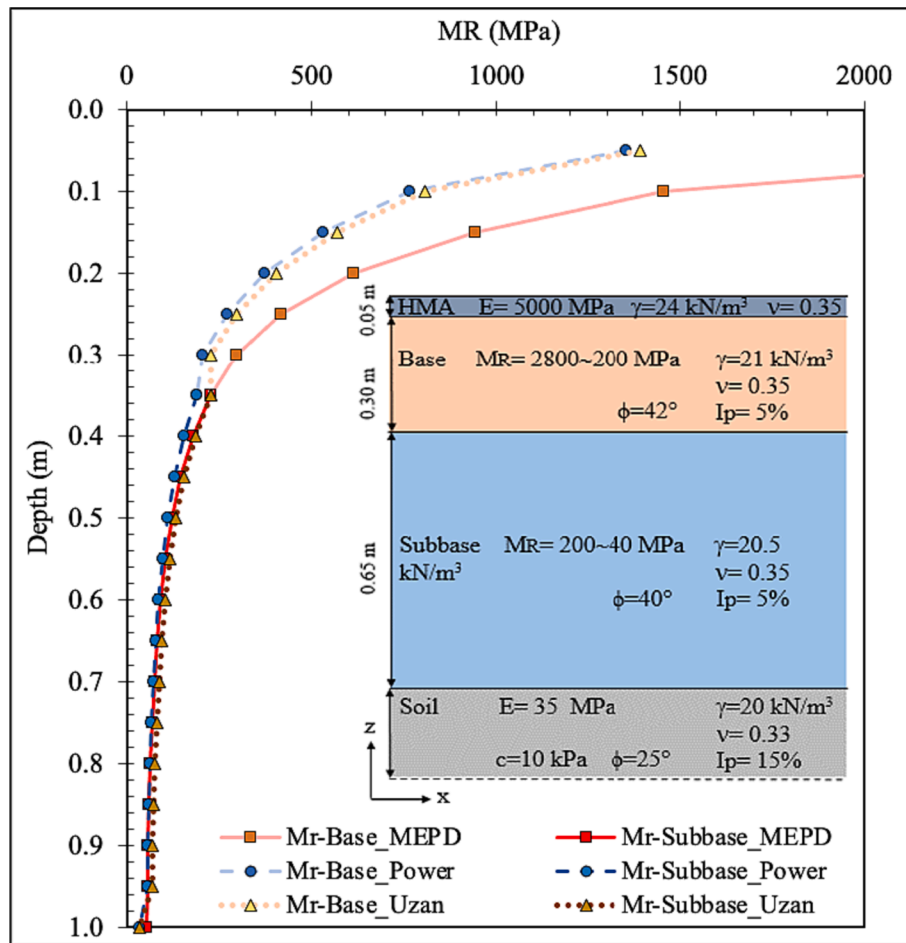 MR (MPa)
0 500 1000 1500 2000
0.0
0.1
0.2
0.3
0.4
0.5
0.6
0.7
0.8
0.9
1.0
Depth (m)
0.05 m
HMA E= 5000 MPa γ=24 kN/m³ ν= 0.35
0.30 m
Base MR= 2800~200 MPa γ=21 kN/m³
ν= 0.35
ϕ=42° Ip= 5%
0.65 m
Subbase MR= 200~40 MPa γ=20.5
kN/m³ ν= 0.35
ϕ=40° Ip= 5%
Soil E= 35 MPa γ=20 kN/m³
z ν= 0.33
c=10 kPa ϕ=25° Ip= 15%
x
Mr-Base_MEPD Mr-Subbase_MEPD
Mr-Base_Power Mr-Subbase_Power
Mr-Base_Uzan Mr-Subbase_Uzan